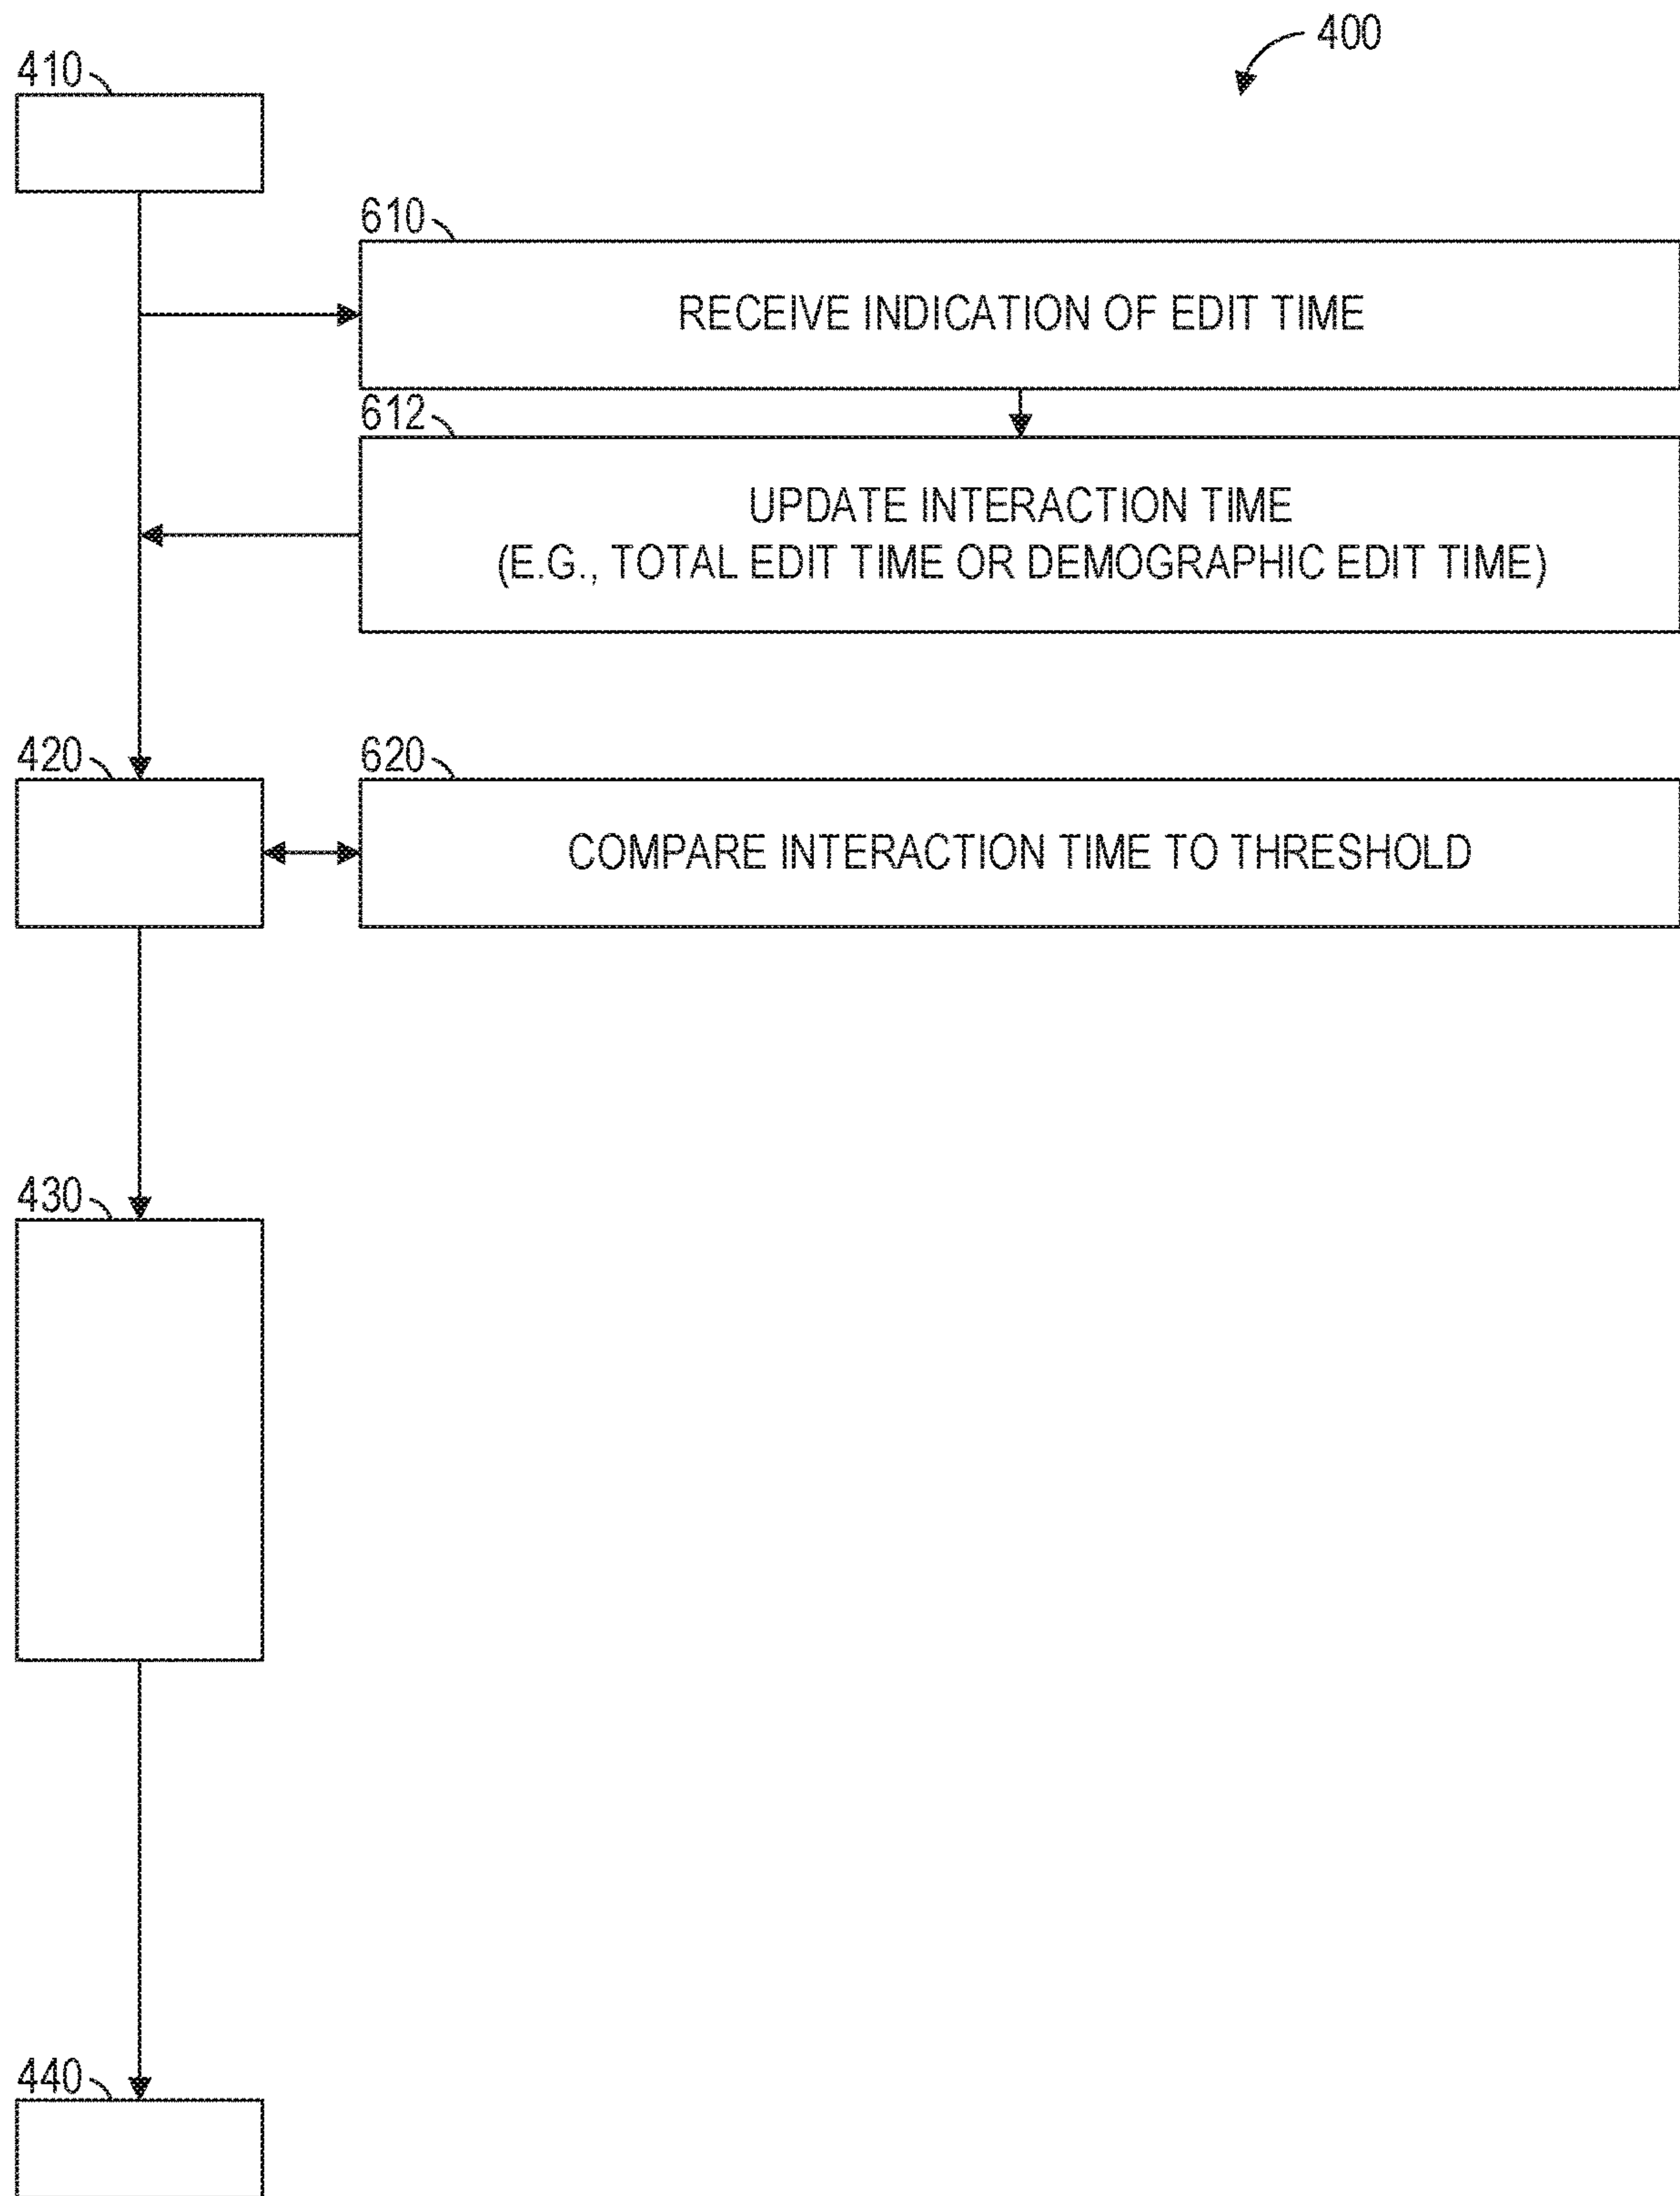 400
410
610
RECEIVE INDICATION OF EDIT TIME
612
UPDATE INTERACTION TIME
(E.G., TOTAL EDIT TIME OR DEMOGRAPHIC EDIT TIME)
420
620
COMPARE INTERACTION TIME TO THRESHOLD
430
440